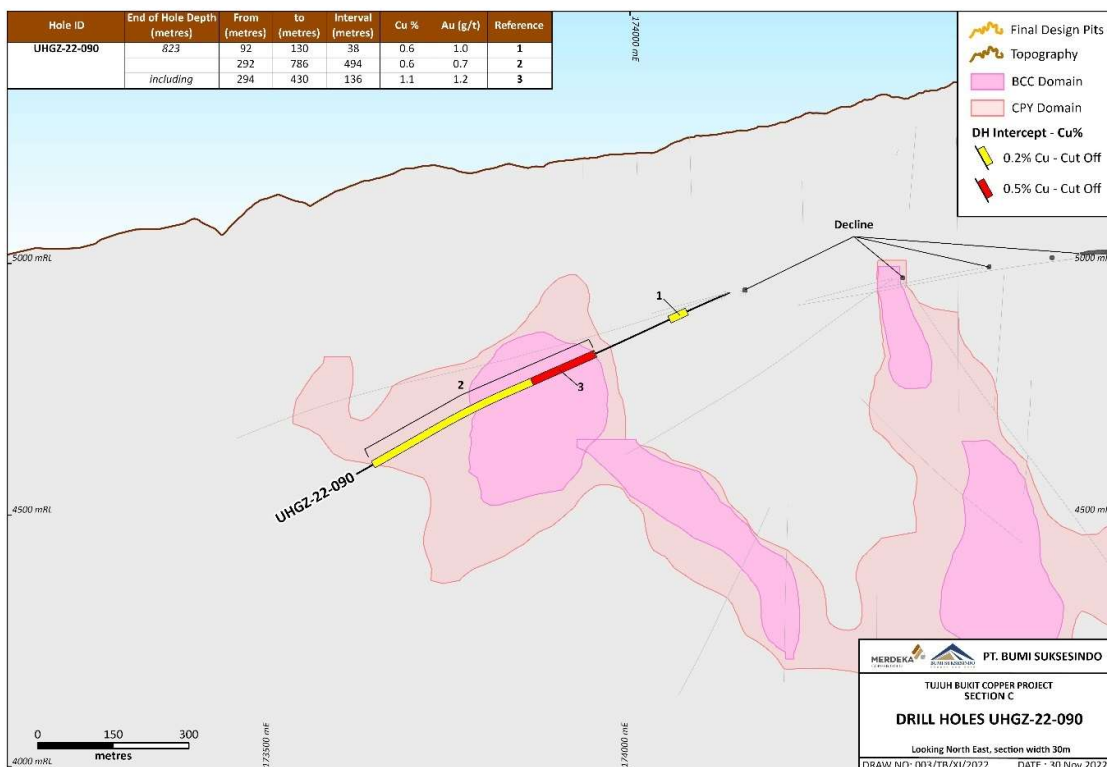 Hole ID End of Hole Depth (metres) From (metres) to (metres) Interval (metres) Cu % Au (g/t) Reference
UHGZ-22-090 823 92 130 38 0.6 1.0 1
292 786 494 0.6 0.7 2
including 294 430 136 1.1 1.2 3
174000 mE
Final Design Pits
Topography
BCC Domain
CPY Domain
DH Intercept - Cu%
0.2% Cu - Cut Off
0.5% Cu - Cut Off
Decline
5000 mRL
5000 mRL
1
2
3
UHGZ-22-090
4500 mRL
4500 mRL
MERDEKA
BUMI SUKSESINDO
PT. BUMI SUKSESINDO
TUJUH BUKIT COPPER PROJECT
SECTION C
DRILL HOLES UHGZ-22-090
Looking North East, section width 30m
DRAW NO: 003/TB/XI/2022 DATE : 30 Nov 2022
0 150 300
metres
173500 mE
174000 mE
4000 mRL